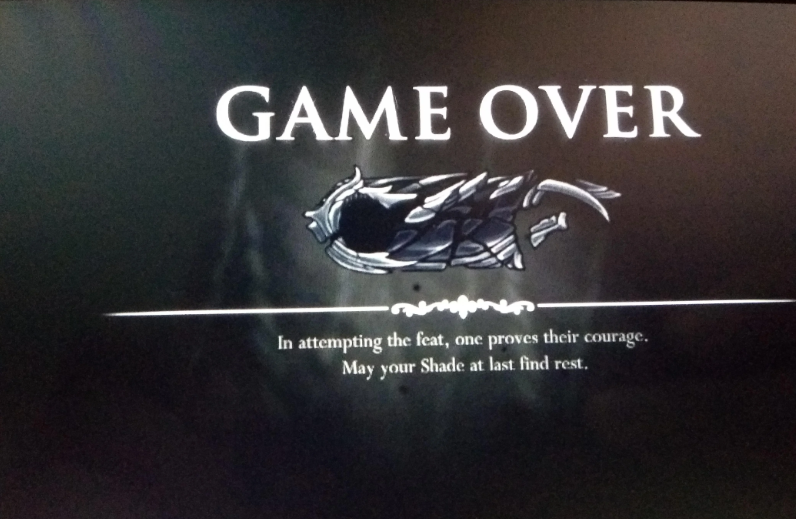 GAME OVER
In attempting the feat, one proves their courage.
May your Shade at last find rest.